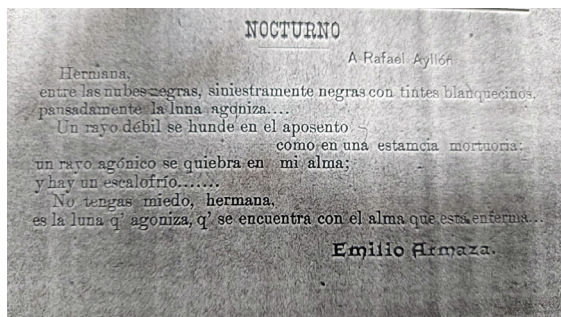 NOCTURNO
A Rafael Ayllón
Hermana,
entre las nubes negras, siniestramente negras con tintes blanquecinos,
pausadamente la luna agoniza....
Un rayo débil se hunde en el aposento
como en una estamcia mortuoria;
un rayo agónico se quiebra en mi alma;
y hay un escalofrío.......
No tengas miedo, hermana,
es la luna q' agoniza, q' se encuentra con el alma que está enferma...
Emilio Armaza.